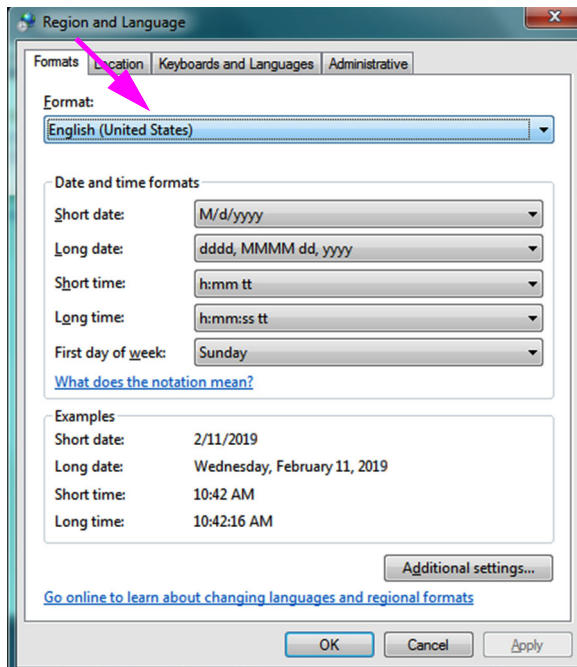 Region and Language
Formats Location Keyboards and Languages Administrative
Format:
English (United States)
Date and time formats
Short date: M/d/yyyy
Long date: dddd, MMMM dd, yyyy
Short time: h:mm tt
Long time: h:mm:ss tt
First day of week: Sunday
What does the notation mean?
Examples
Short date: 2/11/2019
Long date: Wednesday, February 11, 2019
Short time: 10:42 AM
Long time: 10:42:16 AM
Additional settings...
Go online to learn about changing languages and regional formats
OK Cancel Apply